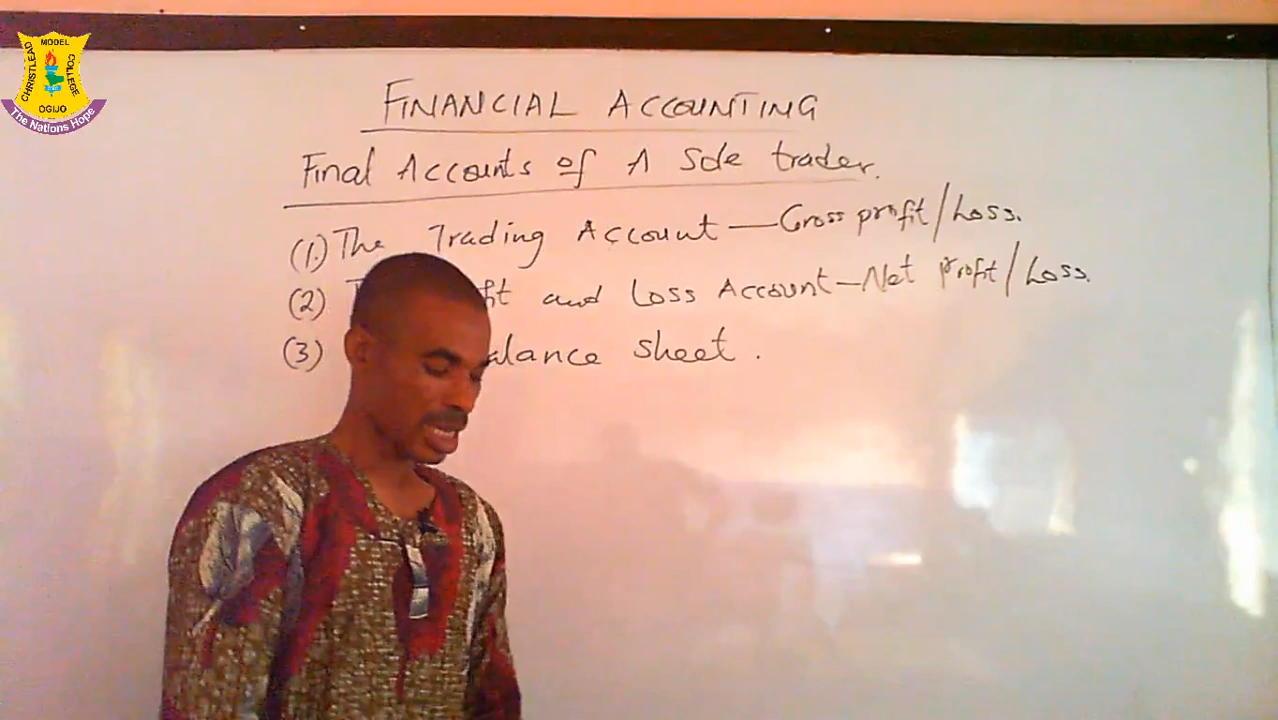 MODEL
CHRISTLEAD
COLLEGE
OGIJO
The Nations Hope
FINANCIAL ACCOUNTING
Final Accounts of A Sole trader.
(1.) The Trading Account — Gross profit/Loss.
(2) and Loss Account — Net profit/Loss.
(3) alance sheet.